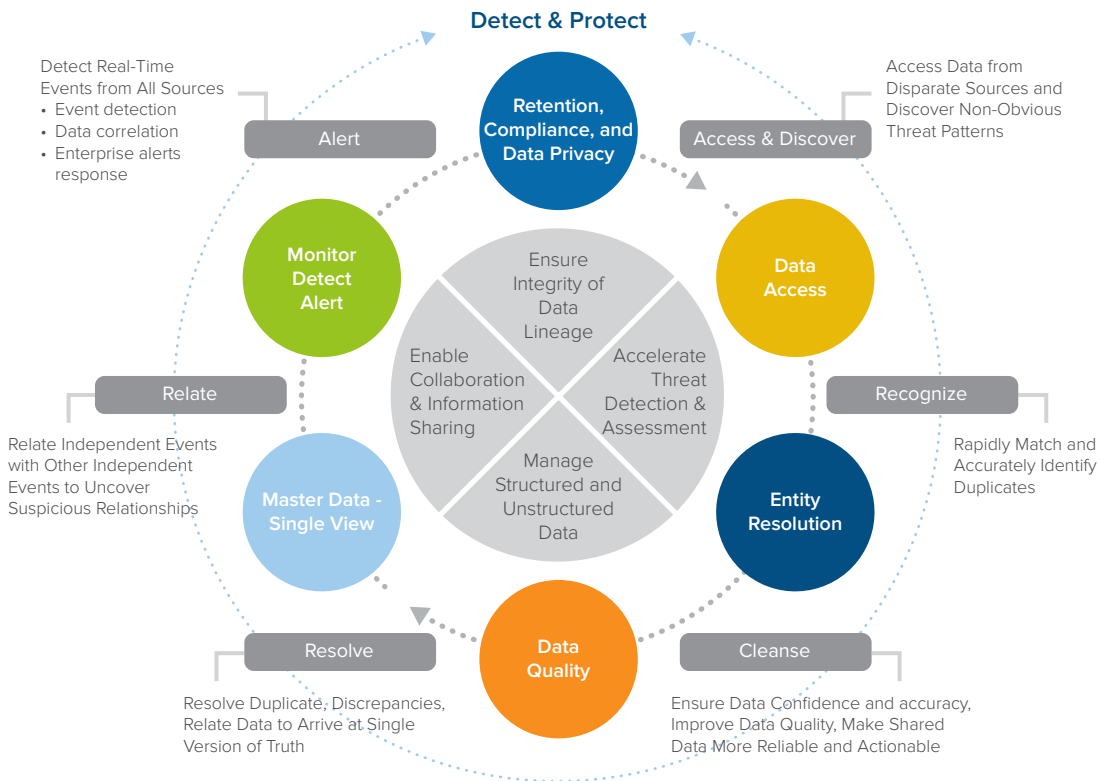 Detect & Protect
Detect Real-Time
Events from All Sources
• Event detection
• Data correlation
• Enterprise alerts
response
Alert
Retention,
Compliance, and
Data Privacy
Access & Discover
Access Data from
Disparate Sources and
Discover Non-Obvious
Threat Patterns
Monitor
Detect
Alert
Data
Access
Ensure
Integrity of
Data
Lineage
Enable
Collaboration
& Information
Sharing
Accelerate
Threat
Detection &
Assessment
Manage
Structured and
Unstructured
Data
Relate
Relate Independent Events
with Other Independent
Events to Uncover
Suspicious Relationships
Recognize
Rapidly Match and
Accurately Identify
Duplicates
Master Data -
Single View
Entity
Resolution
Data
Quality
Resolve
Resolve Duplicate, Discrepancies,
Relate Data to Arrive at Single
Version of Truth
Cleanse
Ensure Data Confidence and accuracy,
Improve Data Quality, Make Shared
Data More Reliable and Actionable